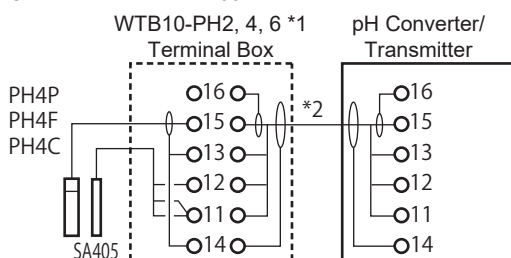 WTB10-PH2, 4, 6 *1
Terminal Box
pH Converter/
Transmitter
PH4P
PH4F
PH4C
SA405
16
15
13
12
11
14
*2
16
15
13
12
11
14